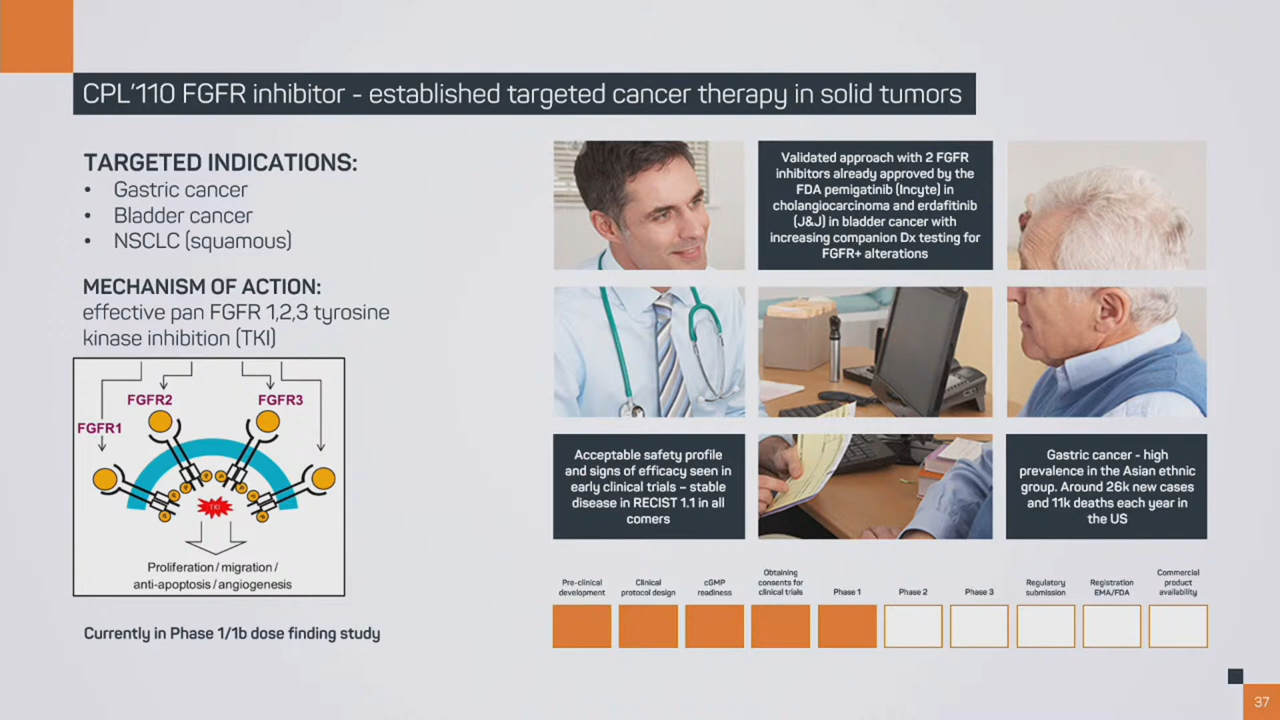 CPL'110 FGFR inhibitor - established targeted cancer therapy in solid tumors
TARGETED INDICATIONS:
• Gastric cancer
• Bladder cancer
• NSCLC (squamous)
MECHANISM OF ACTION:
effective pan FGFR 1,2,3 tyrosine
kinase inhibition (TKI)
FGFR2
FGFR3
FGFR1
TKI
Proliferation / migration /
anti-apoptosis / angiogenesis
Currently in Phase 1/1b dose finding study
Validated approach with 2 FGFR
inhibitors already approved by the
FDA pemigatinib (Incyte) in
cholangiocarcinoma and erdafitinib
(J&J) in bladder cancer with
increasing companion Dx testing for
FGFR+ alterations
Acceptable safety profile
and signs of efficacy seen in
early clinical trials – stable
disease in RECIST 1.1 in all
comers
Gastric cancer - high
prevalence in the Asian ethnic
group. Around 26k new cases
and 11k deaths each year in
the US
Pre-clinical
development
Clinical
protocol design
cGMP
readiness
Obtaining
consents for
clinical trials
Phase 1
Phase 2
Phase 3
Regulatory
submission
Registration
EMA/FDA
Commercial
product
availability
37